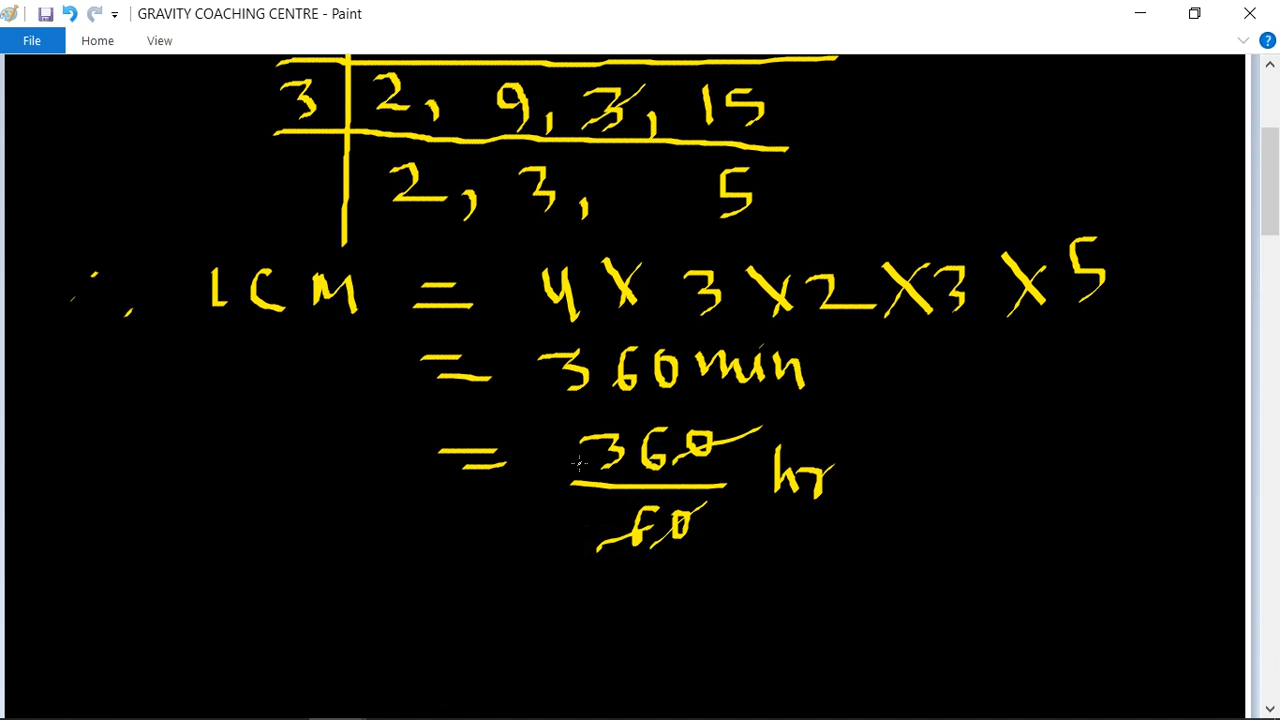 GRAVITY COACHING CENTRE - Paint
File Home View
3 2, 9, 3, 15
2, 3, 5
∴ LCM = 4 X 3 X 2 X 3 X 5
= 360 min
= 360/60 hr